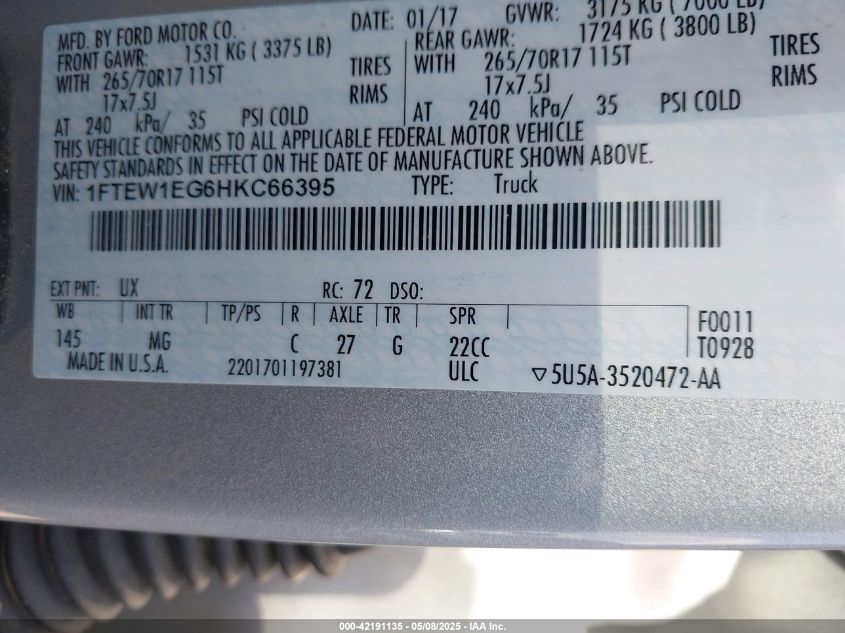 MFD. BY FORD MOTOR CO. DATE: 01/17 GVWR: 3175 KG ( 7000 LB)
FRONT GAWR: 1531 KG ( 3375 LB) REAR GAWR: 1724 KG ( 3800 LB)
WITH 265/70R17 115T TIRES WITH 265/70R17 115T TIRES
17x7.5J RIMS 17x7.5J RIMS
AT 240 kPa/ 35 PSI COLD AT 240 kPa/ 35 PSI COLD
THIS VEHICLE CONFORMS TO ALL APPLICABLE FEDERAL MOTOR VEHICLE
SAFETY STANDARDS IN EFFECT ON THE DATE OF MANUFACTURE SHOWN ABOVE.
VIN: 1FTEW1EG6HKC66395 TYPE: Truck
EXT PNT: UX RC: 72 DSO:
WB INT TR TP/PS R AXLE TR SPR F0011
145 MG C 27 G 22CC T0928
MADE IN U.S.A. 2201701197381 ULC ▽5U5A-3520472-AA
000-42191135 - 05/08/2025 - IAA Inc.